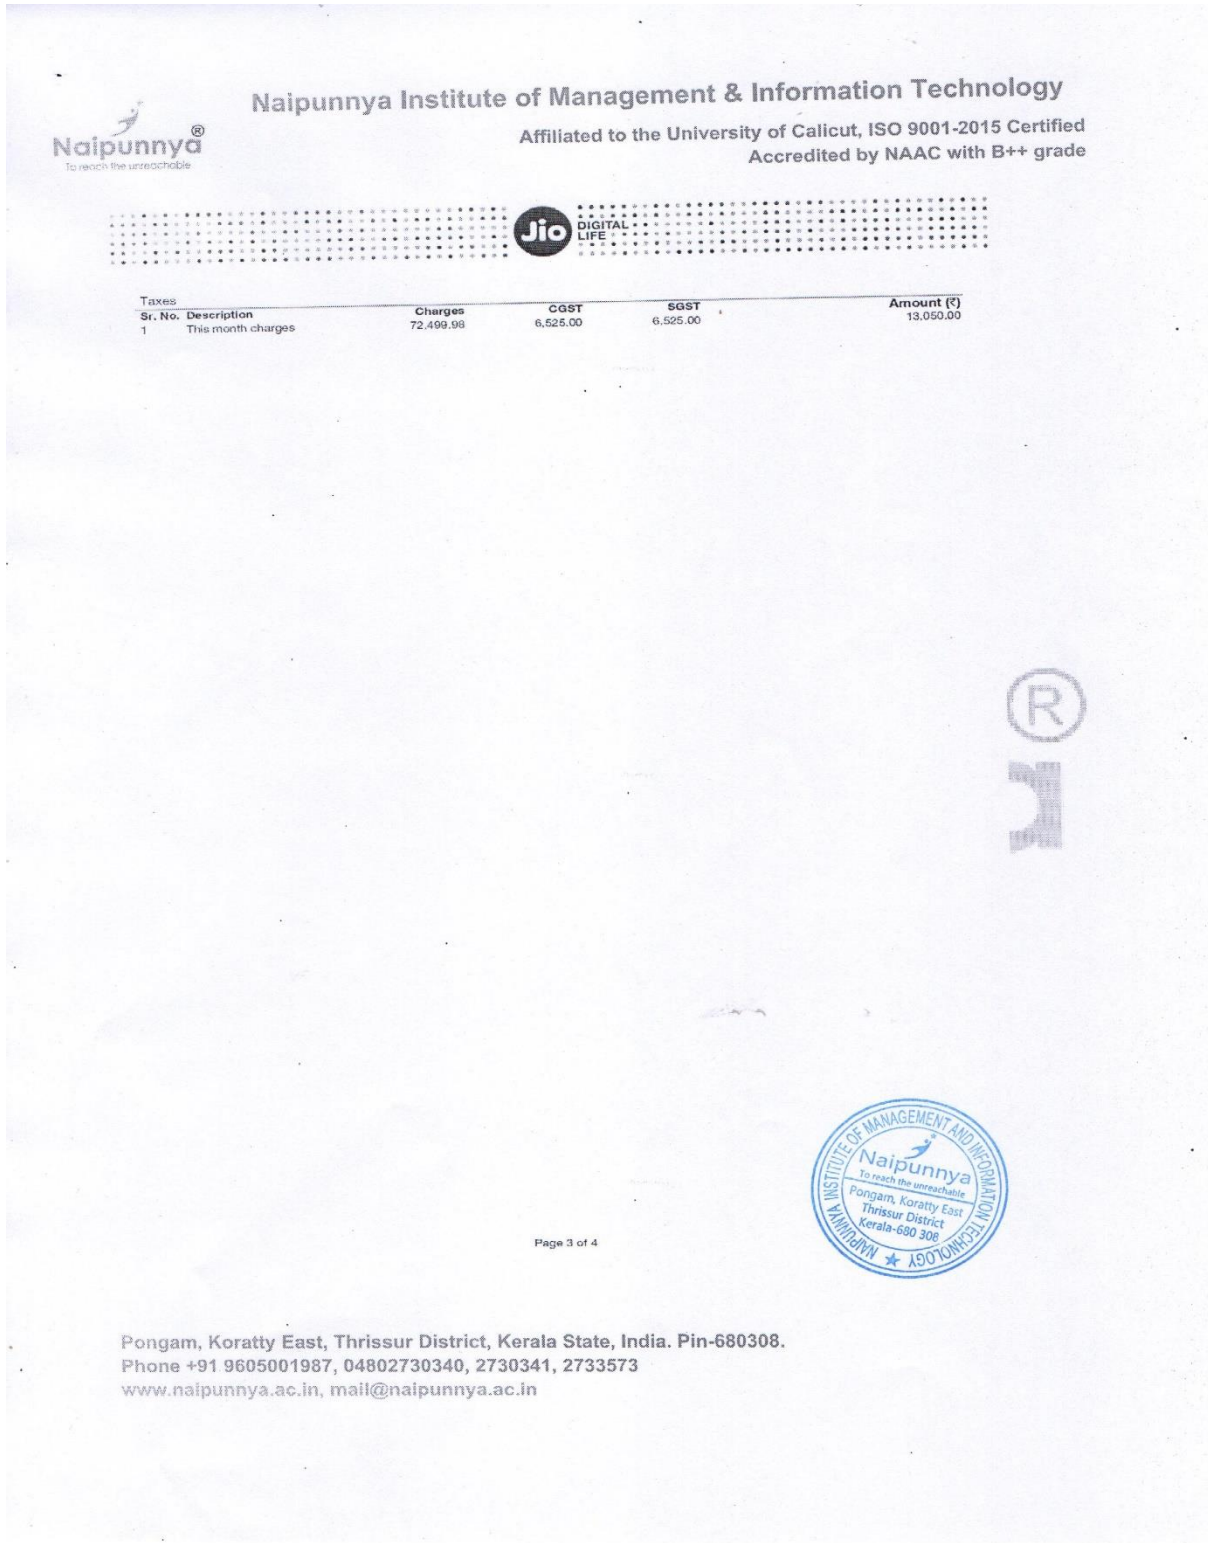 Naipunnya Institute of Management & Information Technology
Naipunnya®
To reach the unreachable
Affiliated to the University of Calicut, ISO 9001-2015 Certified
Accredited by NAAC with B++ grade
Jio DIGITAL
LIFE
Taxes
Sr. No. Description Charges CGST SGST Amount (₹)
1 This month charges 72,499.98 6,525.00 6,525.00 13,050.00
®
NAIPUNNYA INSTITUTE OF MANAGEMENT AND INFORMATION TECHNOLOGY
Naipunnya
To reach the unreachable
Pongam, Koratty East
Thrissur District
Kerala-680 308
Page 3 of 4
Pongam, Koratty East, Thrissur District, Kerala State, India. Pin-680308.
Phone +91 9605001987, 04802730340, 2730341, 2733573
www.naipunnya.ac.in, mail@naipunnya.ac.in